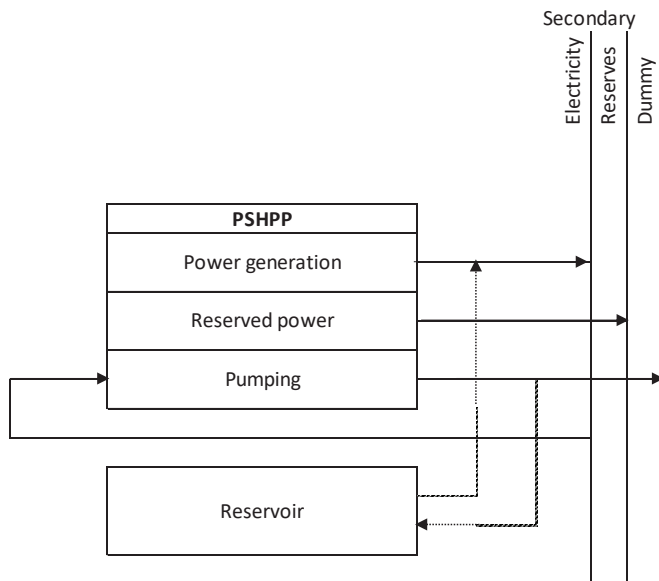 Secondary
Electricity
Reserves
Dummy
PSHPP
Power generation
Reserved power
Pumping
Reservoir